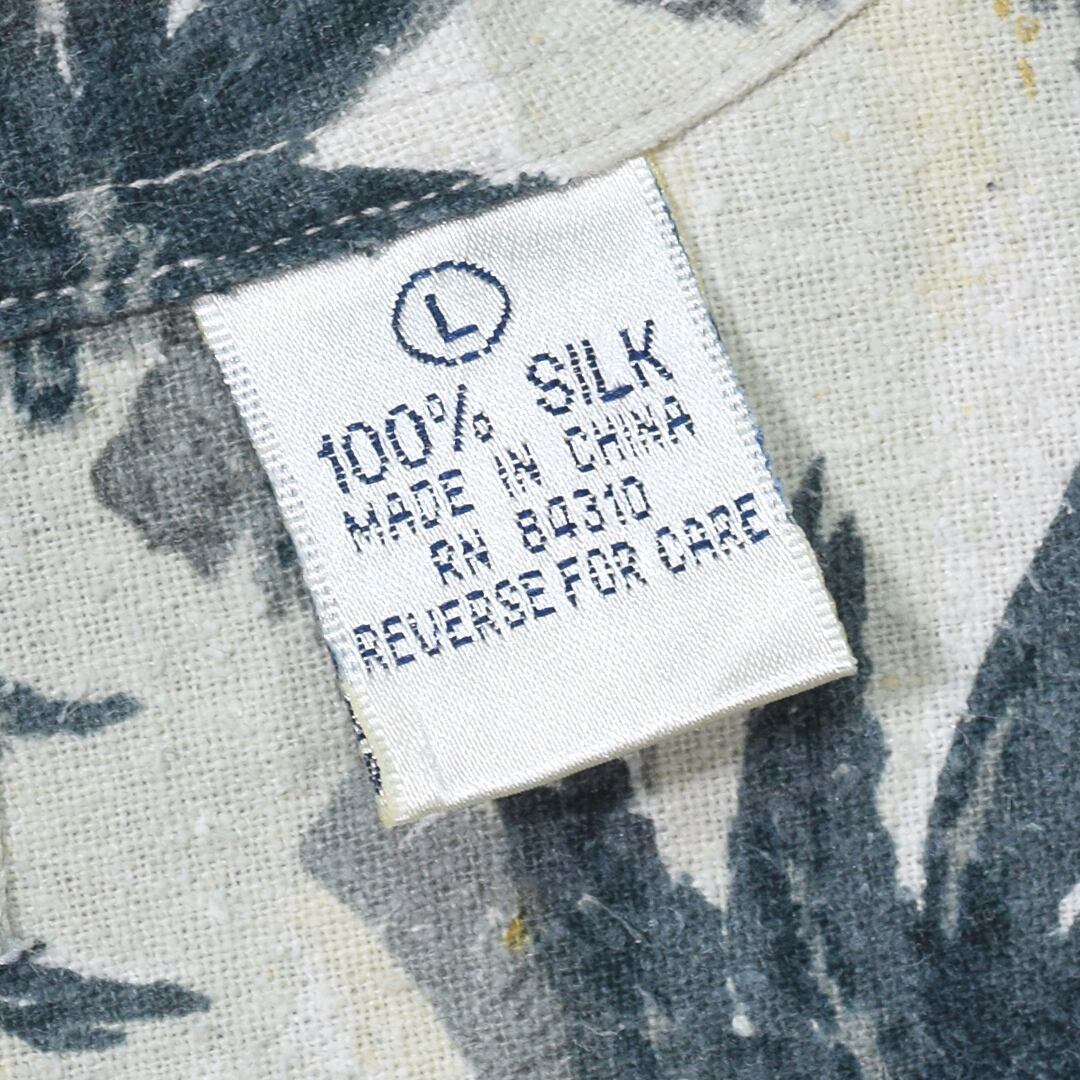 L
100% SILK
MADE IN CHINA
RN 84310
REVERSE FOR CARE